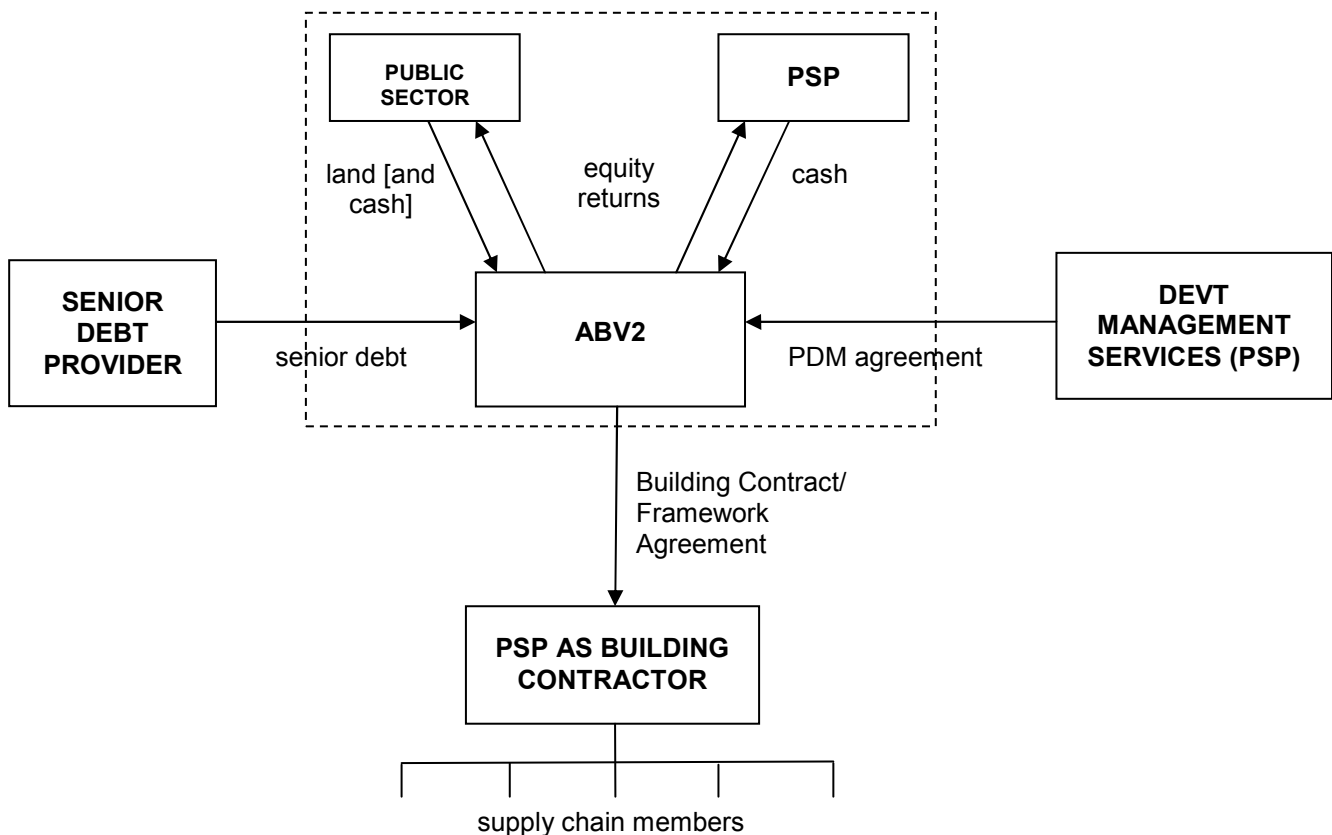 PUBLIC
SECTOR
PSP
land [and
cash]
equity
returns
cash
SENIOR
DEBT
PROVIDER
senior debt
ABV2
PDM agreement
DEVT
MANAGEMENT
SERVICES (PSP)
Building Contract/
Framework
Agreement
PSP AS BUILDING
CONTRACTOR
supply chain members